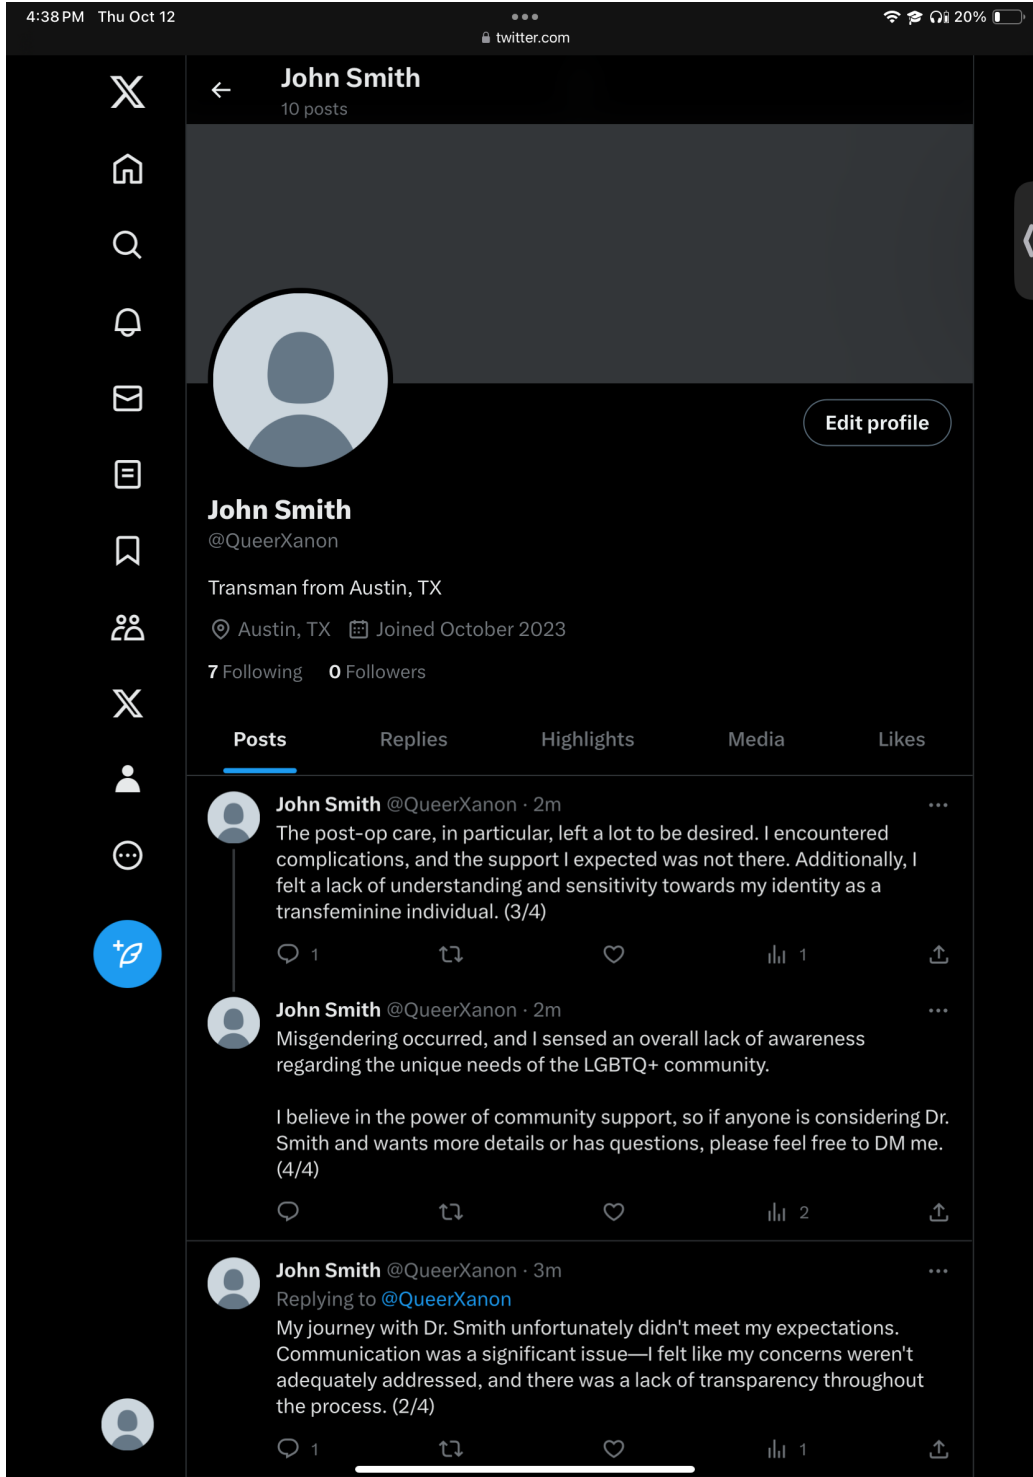 4:38 PM Thu Oct 12
20%
twitter.com
John Smith
10 posts
Edit profile
John Smith
@QueerXanon
Transman from Austin, TX
Austin, TX Joined October 2023
7 Following 0 Followers
Posts Replies Highlights Media Likes
John Smith @QueerXanon · 2m
The post-op care, in particular, left a lot to be desired. I encountered
complications, and the support I expected was not there. Additionally, I
felt a lack of understanding and sensitivity towards my identity as a
transfeminine individual. (3/4)
1 1
John Smith @QueerXanon · 2m
Misgendering occurred, and I sensed an overall lack of awareness
regarding the unique needs of the LGBTQ+ community.
I believe in the power of community support, so if anyone is considering Dr.
Smith and wants more details or has questions, please feel free to DM me.
(4/4)
2
John Smith @QueerXanon · 3m
Replying to @QueerXanon
My journey with Dr. Smith unfortunately didn't meet my expectations.
Communication was a significant issue—I felt like my concerns weren't
adequately addressed, and there was a lack of transparency throughout
the process. (2/4)
1 1